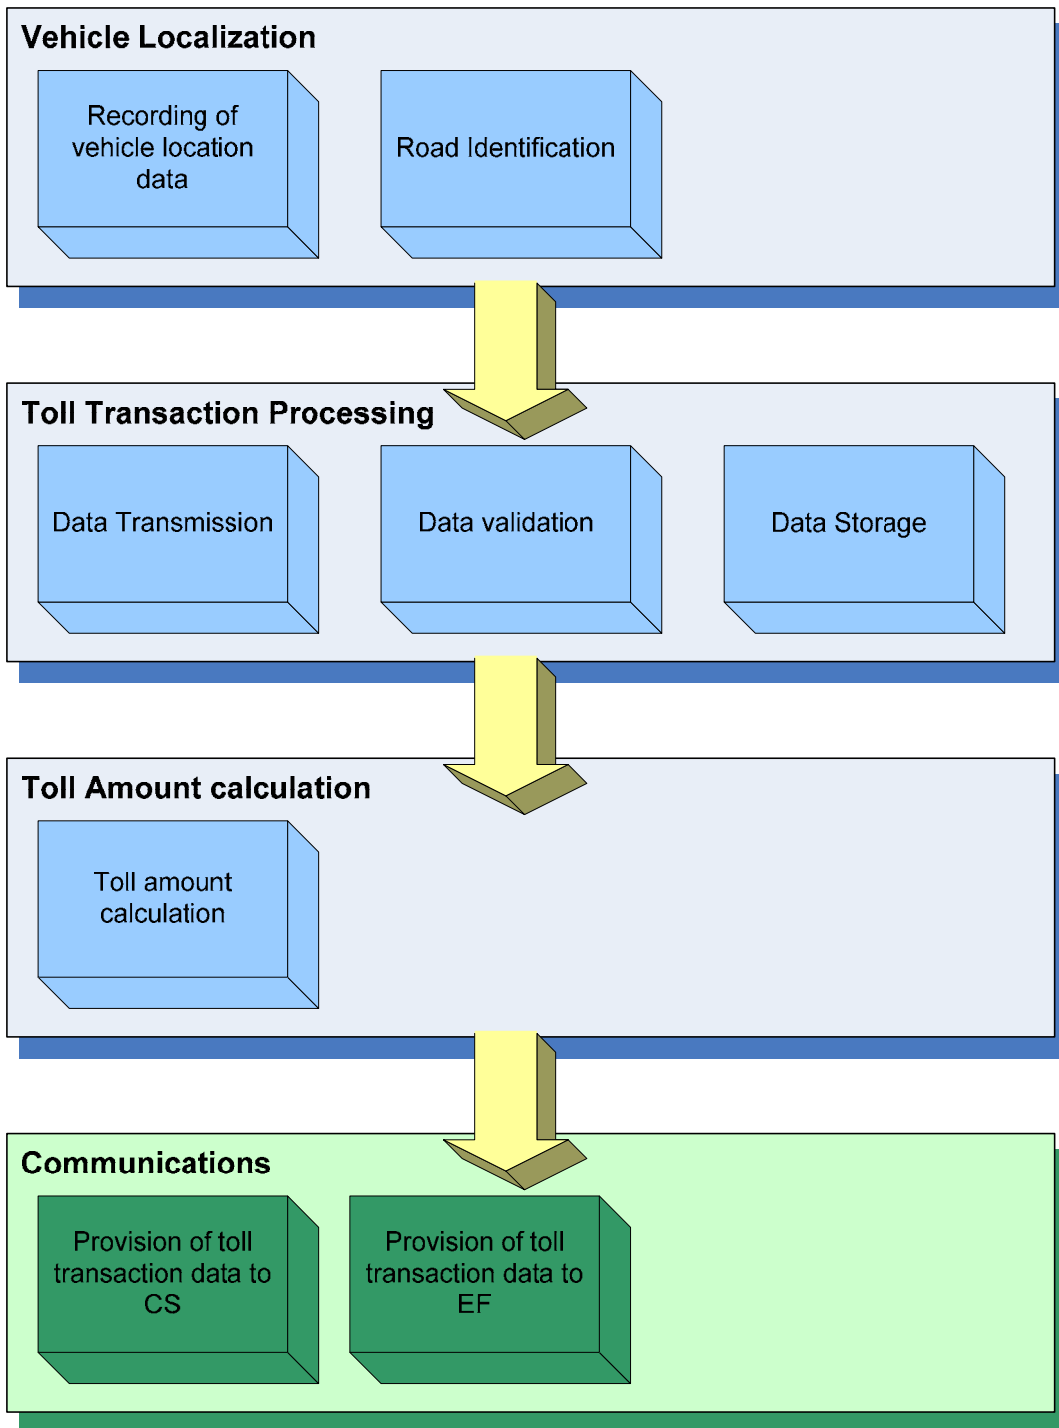 Vehicle Localization
Recording of
vehicle location
data
Road Identification
Toll Transaction Processing
Data Transmission
Data validation
Data Storage
Toll Amount calculation
Toll amount
calculation
Communications
Provision of toll
transaction data to
CS
Provision of toll
transaction data to
EF